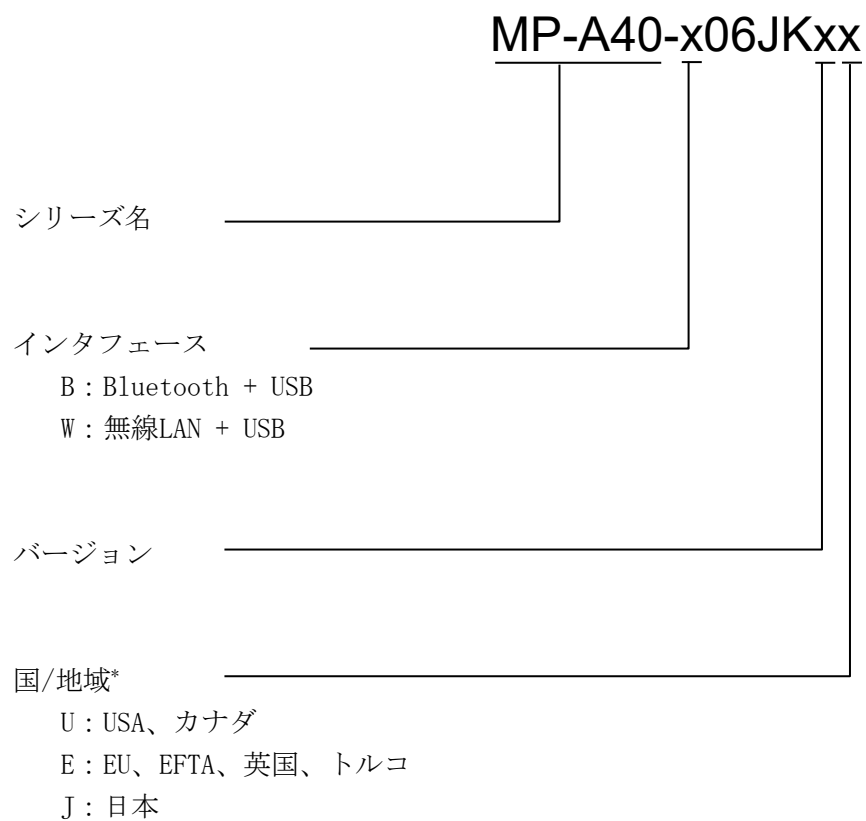 MP-A40-x06JKxx
シリーズ名
インタフェース
B：Bluetooth + USB
W：無線LAN + USB
バージョン
国/地域*
U：USA、カナダ
E：EU、EFTA、英国、トルコ
J：日本